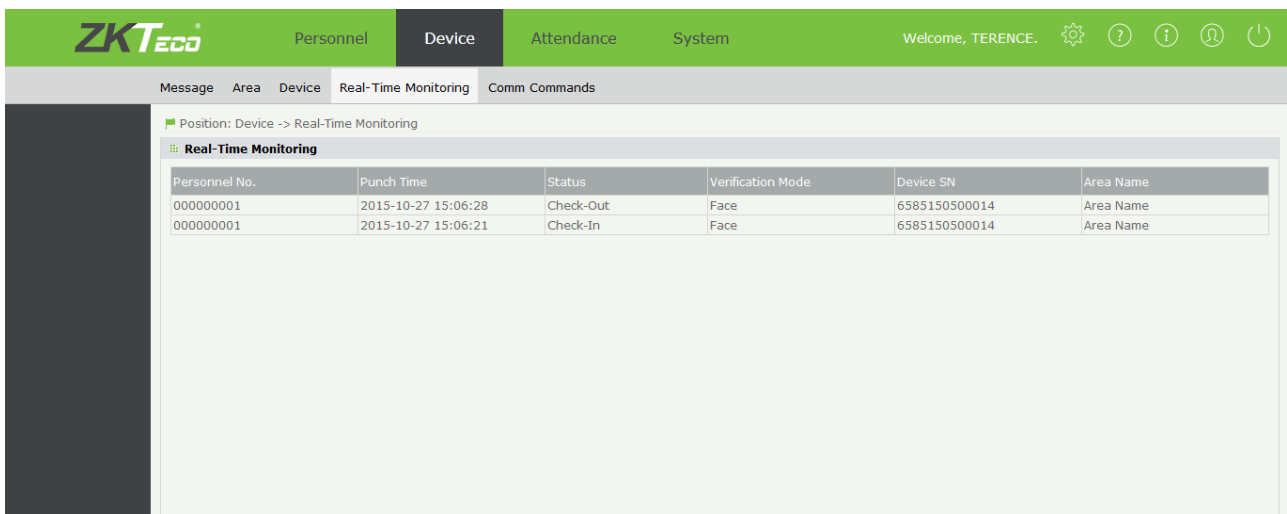 ZKTECO Personnel Device Attendance System Welcome, TERENCE.
Message Area Device Real-Time Monitoring Comm Commands
Position: Device -> Real-Time Monitoring
Real-Time Monitoring
Personnel No. Punch Time Status Verification Mode Device SN Area Name
000000001 2015-10-27 15:06:28 Check-Out Face 6585150500014 Area Name
000000001 2015-10-27 15:06:21 Check-In Face 6585150500014 Area Name